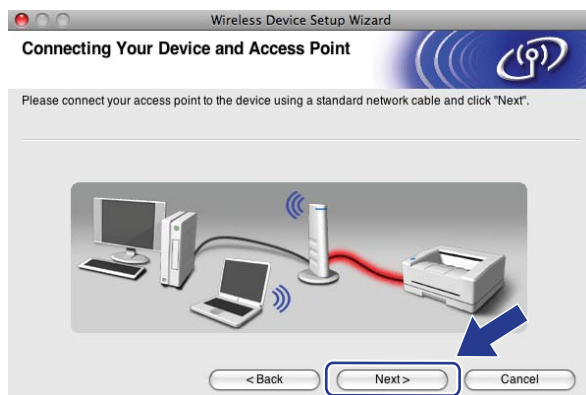 Wireless Device Setup Wizard
Connecting Your Device and Access Point
Please connect your access point to the device using a standard network cable and click "Next".
< Back
Next >
Cancel